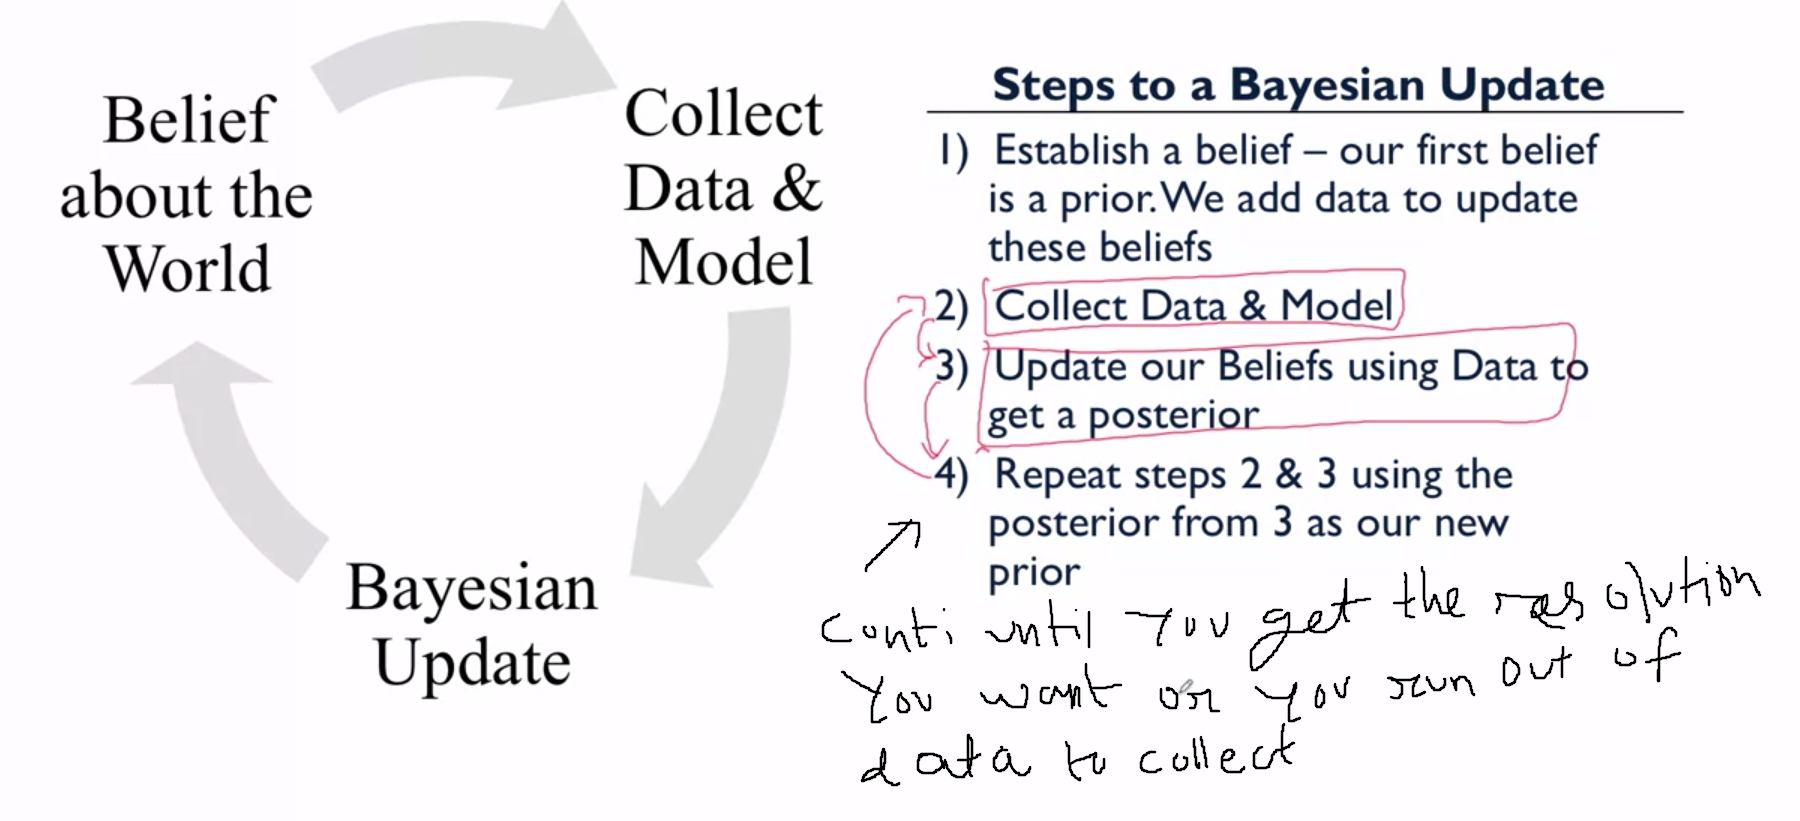 Belief
about the
World
Collect
Data &
Model
Bayesian
Update
Steps to a Bayesian Update
1) Establish a belief – our first belief
is a prior. We add data to update
these beliefs
2) Collect Data & Model
3) Update our Beliefs using Data to
get a posterior
4) Repeat steps 2 & 3 using the
posterior from 3 as our new
prior
conti until you get the resolution
You want or you run out of
data to collect